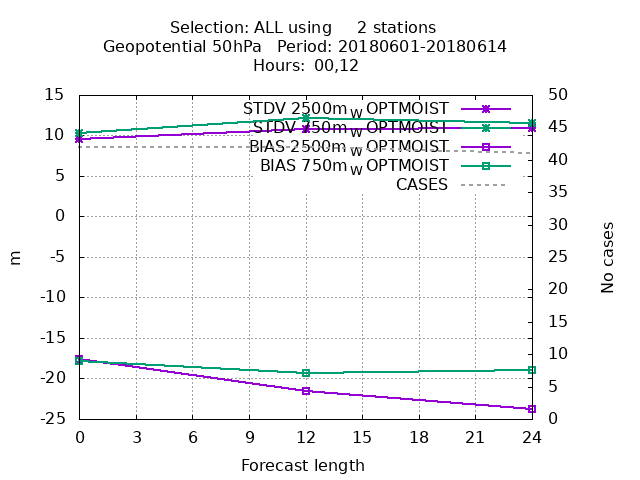 Selection: ALL using 2 stations
Geopotential 50hPa Period: 20180601-20180614
Hours: 00,12
STDV 2500m_W OPTMOIST
STDV 750m_W OPTMOIST
BIAS 2500m_W OPTMOIST
BIAS 750m_W OPTMOIST
CASES
15
10
5
0
-5
-10
-15
-20
-25
m
50
45
40
35
30
25
20
15
10
5
0
No cases
0 3 6 9 12 15 18 21 24
Forecast length